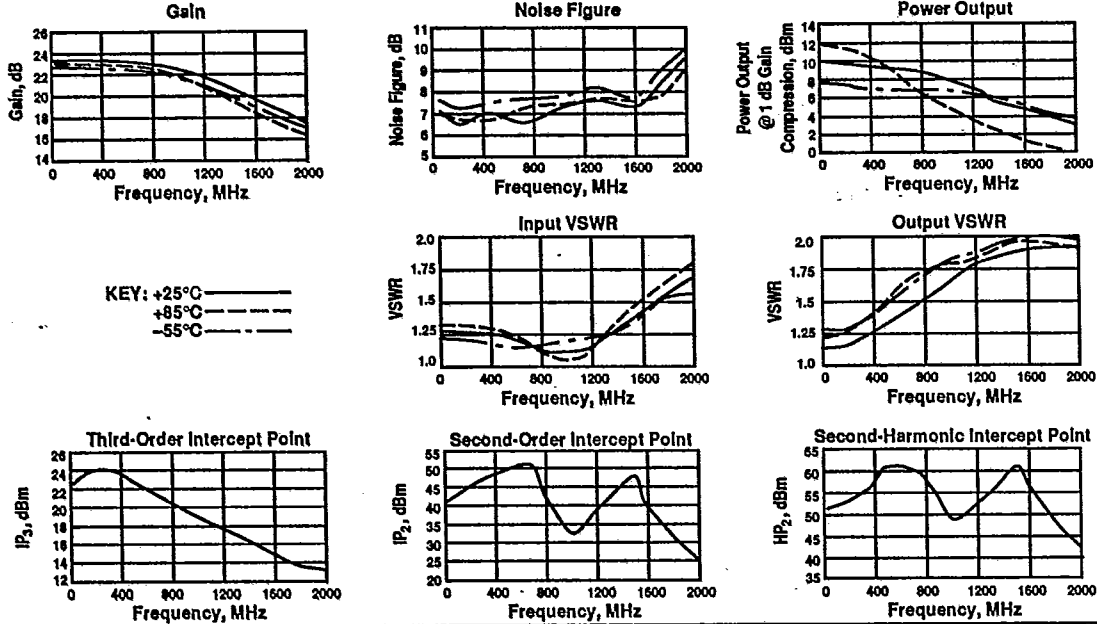 Gain
Gain, dB
26
24
22
20
18
16
14
0 400 800 1200 1600 2000
Frequency, MHz
Noise Figure
Noise Figure, dB
11
10
9
8
7
6
5
0 400 800 1200 1600 2000
Frequency, MHz
Power Output
Power Output
@ 1 dB Gain
Compression, dBm
14
12
10
8
6
4
2
0
0 400 800 1200 1600 2000
Frequency, MHz
KEY: +25°C
+85°C
-55°C
Input VSWR
VSWR
2.0
1.75
1.5
1.25
1.0
0 400 800 1200 1600 2000
Frequency, MHz
Output VSWR
VSWR
2.0
1.75
1.5
1.25
1.0
0 400 800 1200 1600 2000
Frequency, MHz
Third-Order Intercept Point
IP3, dBm
26
24
22
20
18
16
14
12
0 400 800 1200 1600 2000
Frequency, MHz
Second-Order Intercept Point
IP2, dBm
55
50
45
40
35
30
25
20
0 400 800 1200 1600 2000
Frequency, MHz
Second-Harmonic Intercept Point
HP2, dBm
65
60
55
50
45
40
35
0 400 800 1200 1600 2000
Frequency, MHz